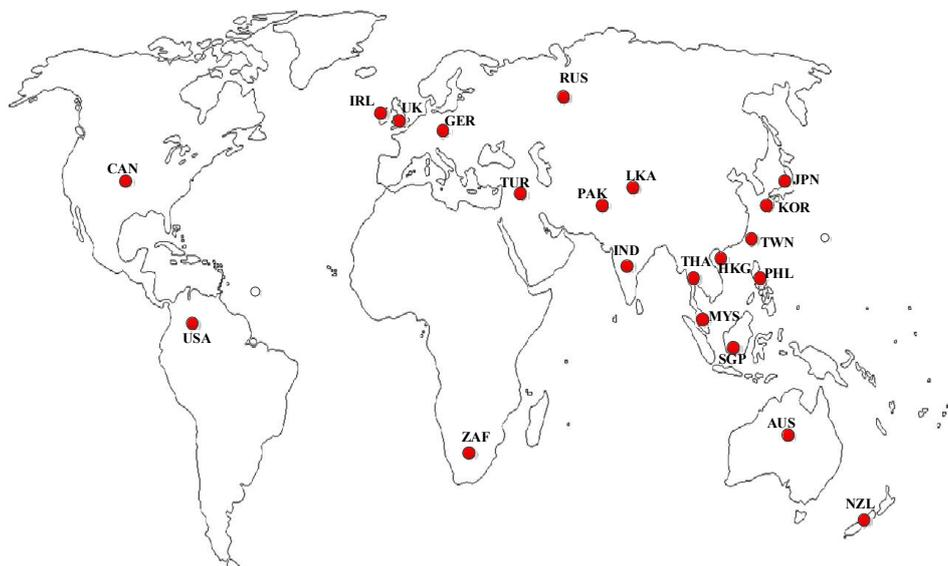 RUS
IRL
UK
GER
CAN
TUR
PAK
LKA
JPN
KOR
TWN
IND
THA
HKG
PHL
MYS
USA
SGP
AUS
ZAF
NZL